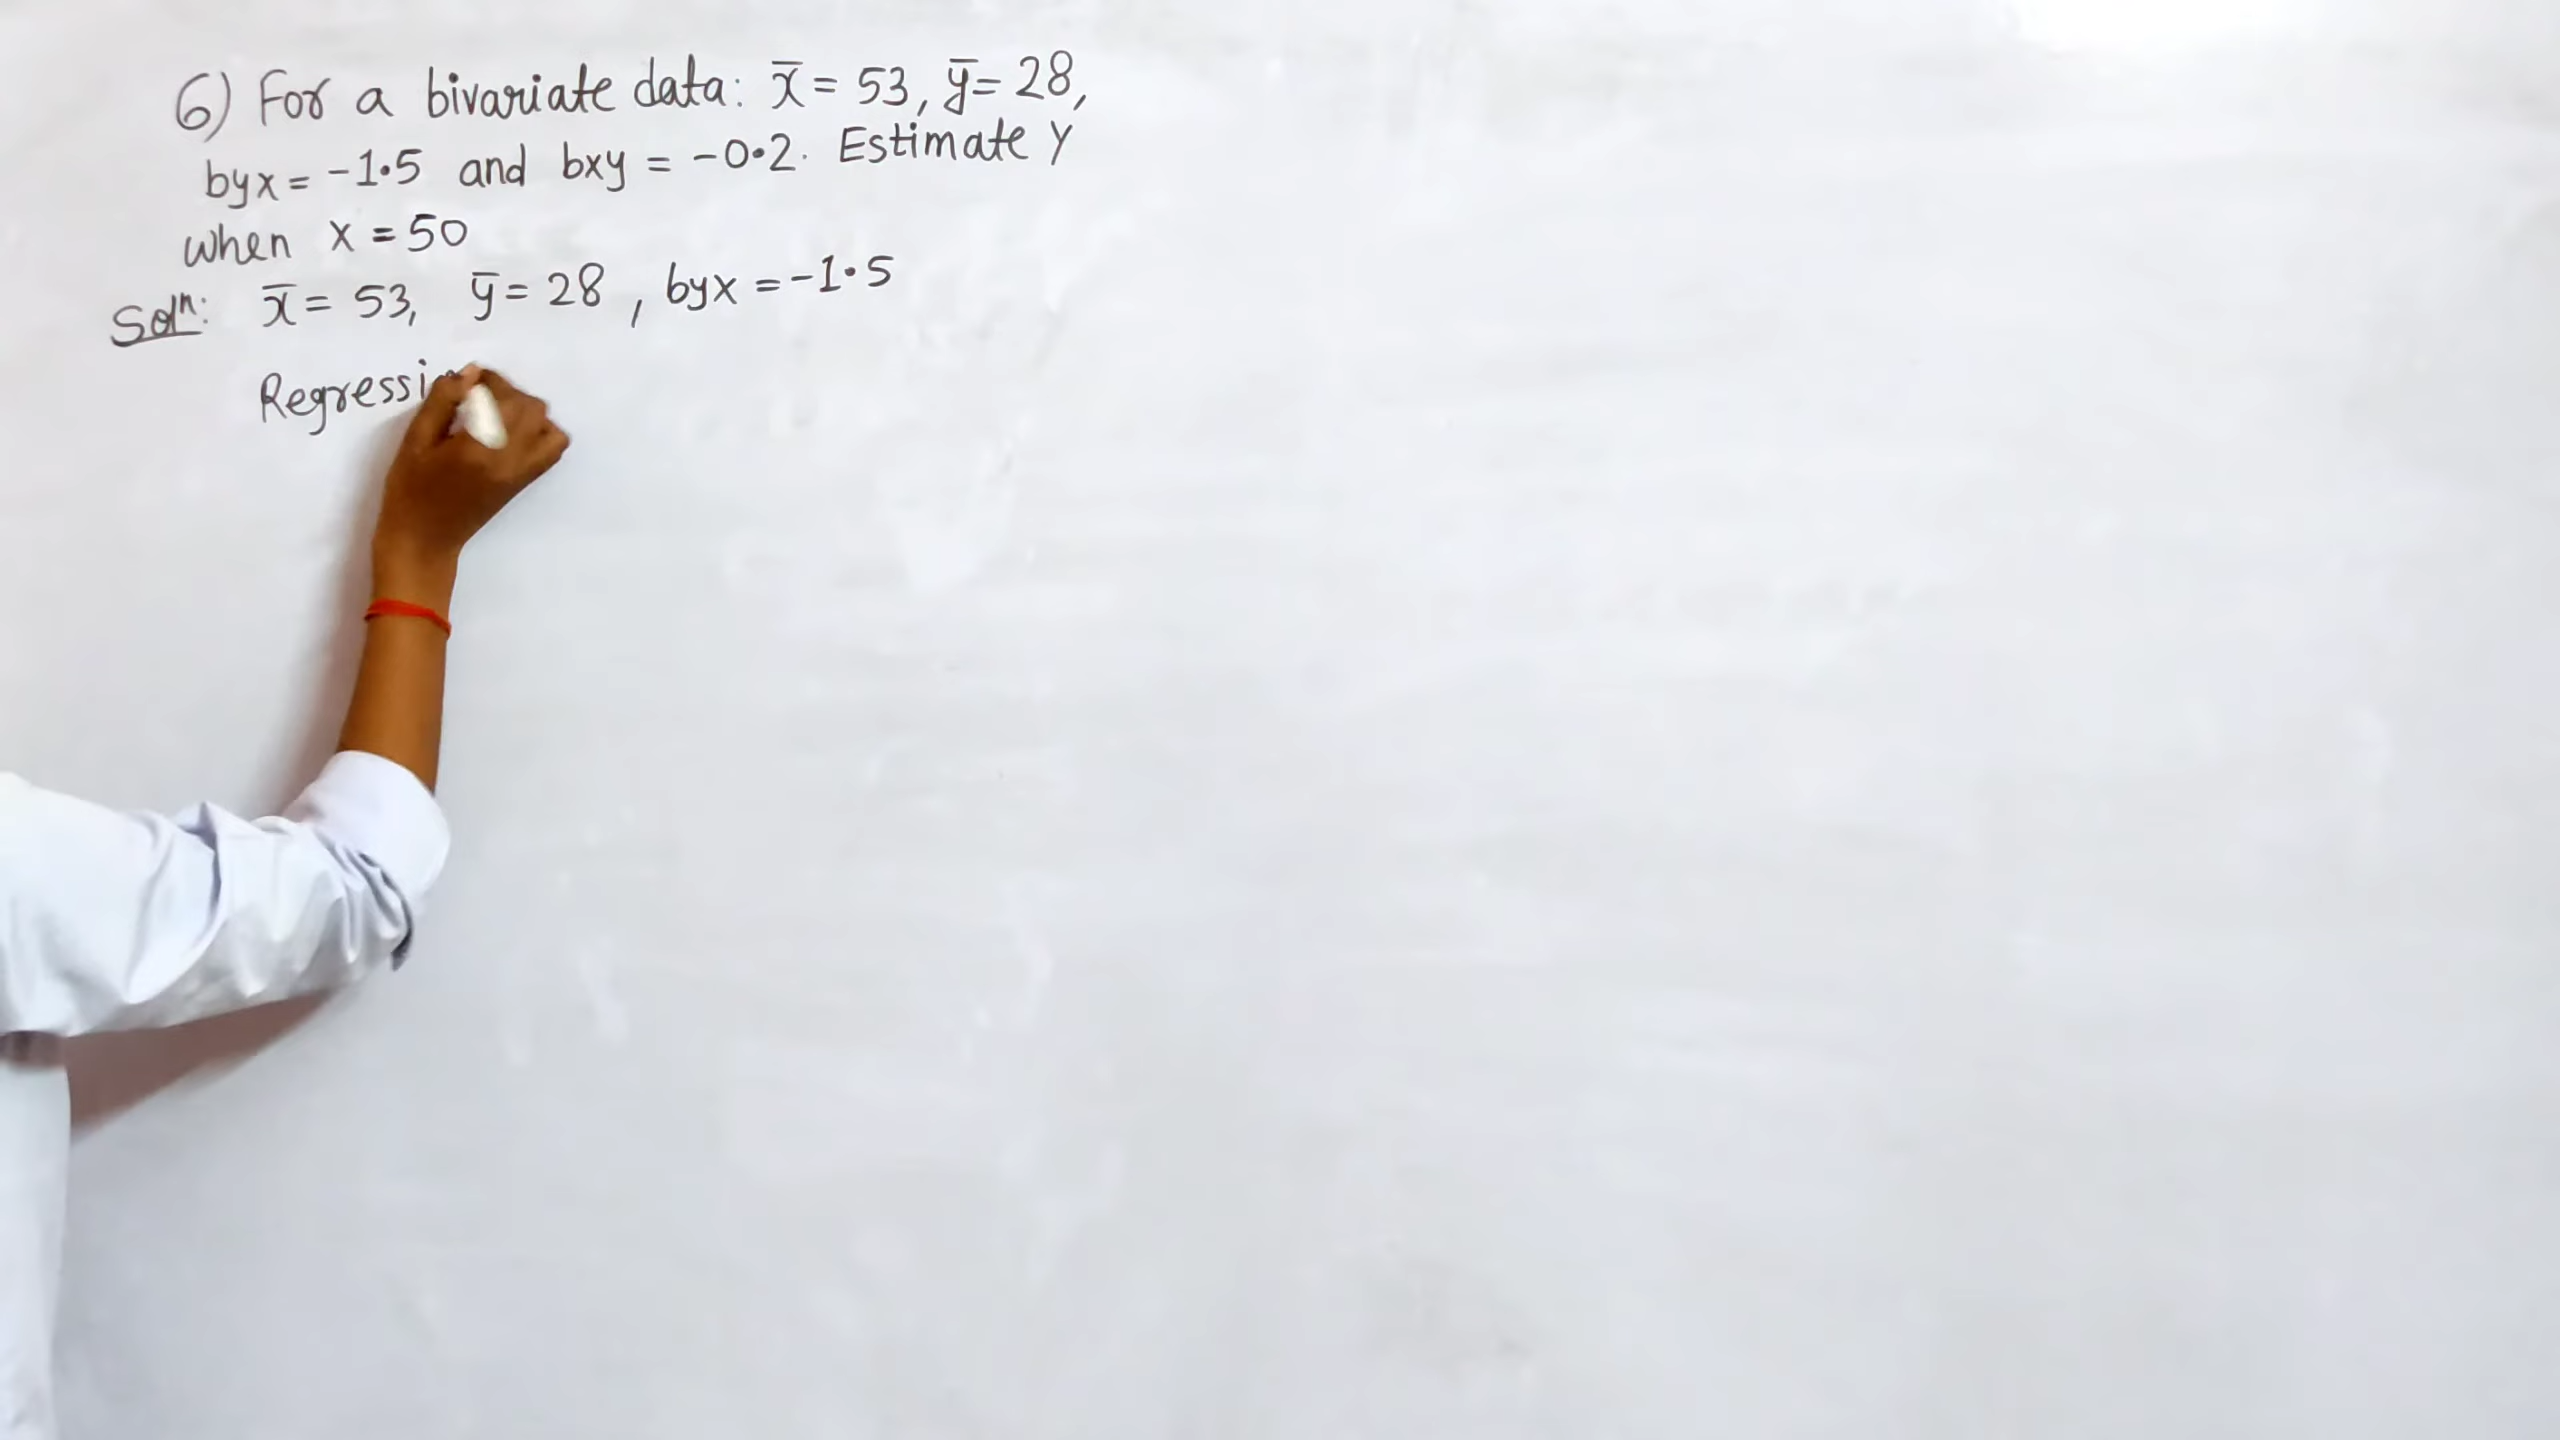 6) For a bivariate data: x̄ = 53, ȳ = 28,
byx = -1.5 and bxy = -0.2. Estimate Y
when x = 50
Solⁿ: x̄ = 53, ȳ = 28, byx = -1.5